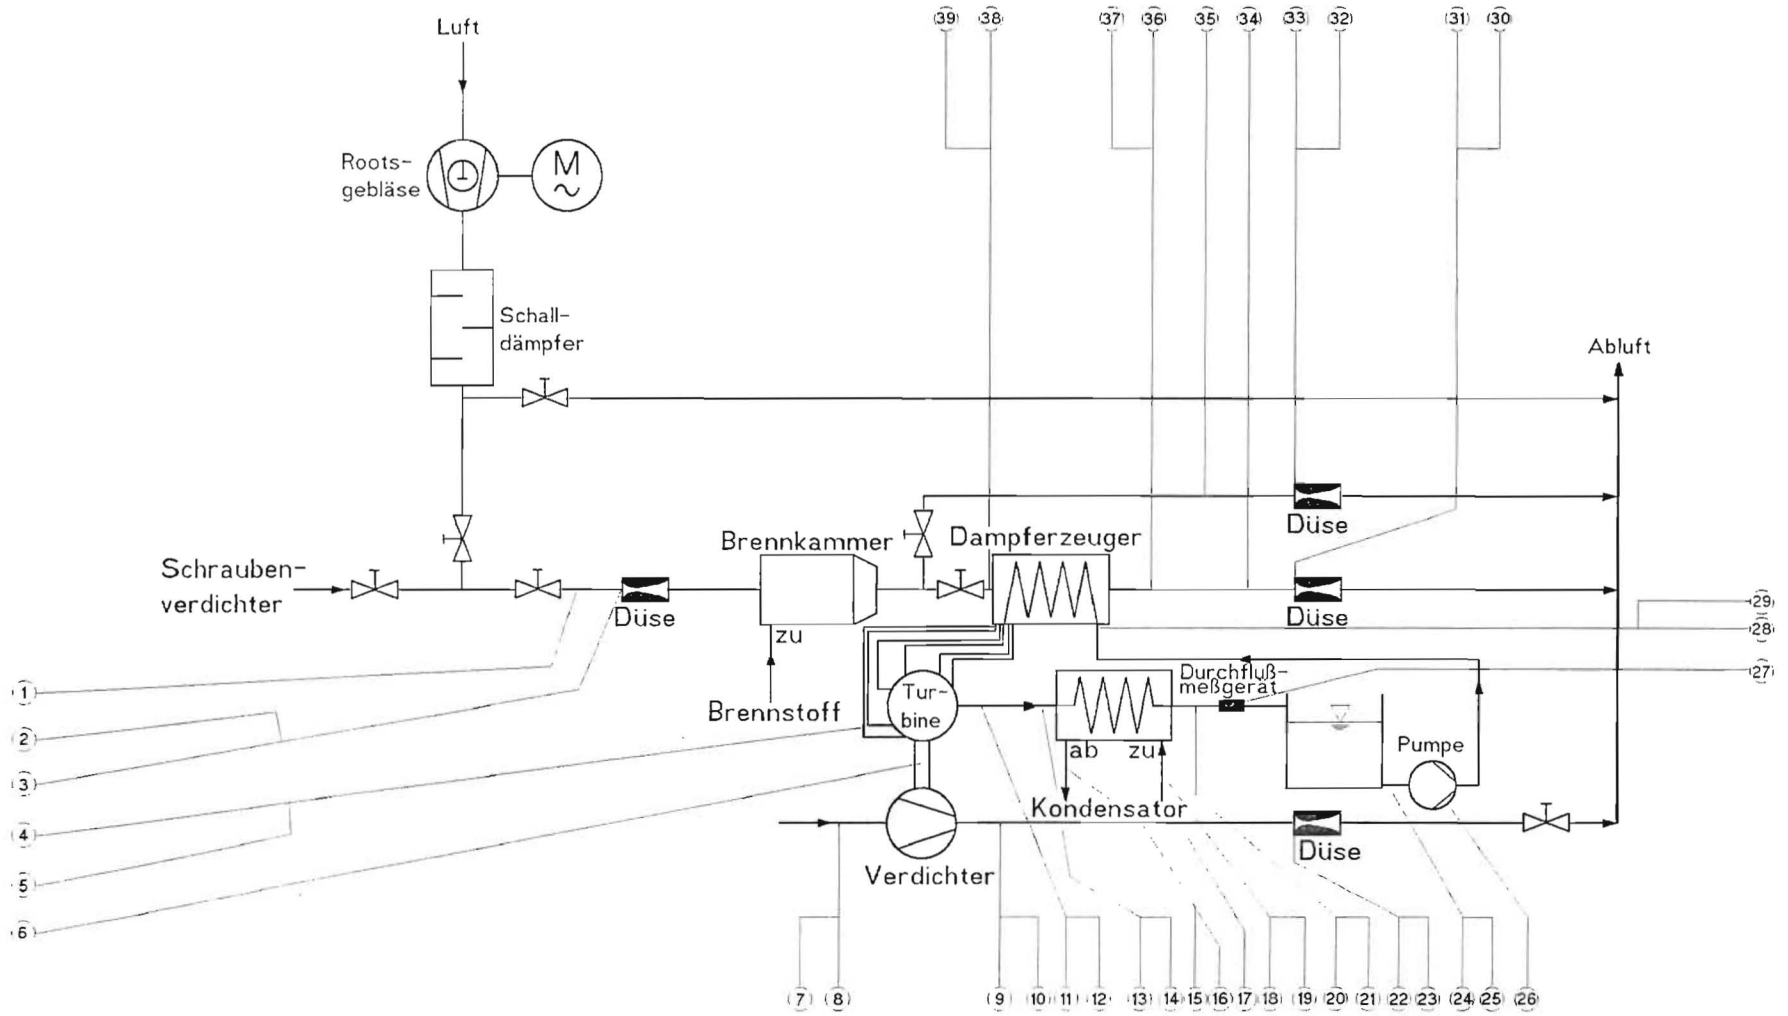 (39) (38) (37) (36) (35) (34) (33) (32) (31) (30)
Luft
M
Roots-
gebläse
Schall-
dämpfer
Abluft
Düse
Brennkammer
Dampferzeuger
Schrauben-
verdichter
Düse
zu
Düse
(29)
(28)
(27)
(1)
(2)
(3)
(4)
(5)
(6)
Brennstoff
Tur-
bine
Durchfluß-
meßgerät
ab zu
Pumpe
Kondensator
Düse
Verdichter
(7) (8) (9) (10) (11) (12) (13) (14) (15) (16) (17) (18) (19) (20) (21) (22) (23) (24) (25) (26)